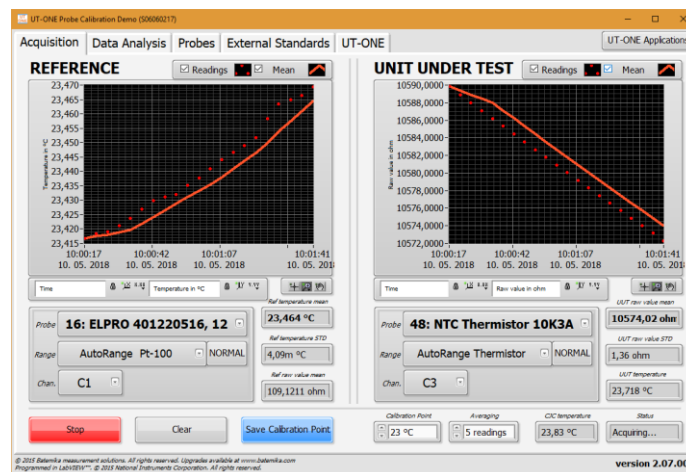 UT-ONE Probe Calibration Demo (S06060217)
Acquisition Data Analysis Probes External Standards UT-ONE UT-ONE Applications
REFERENCE Readings Mean
23,470
23,465
23,460
23,455
23,450
23,445
23,440
23,435
23,430
23,425
23,420
23,415
Temperature in ºC
10:00:17 10:00:42 10:01:07 10:01:41
10. 05. 2018 10. 05. 2018 10. 05. 2018 10. 05. 2018
Time Temperature in ºC
UNIT UNDER TEST Readings Mean
10590,0000
10588,0000
10586,0000
10584,0000
10582,0000
10580,0000
10578,0000
10576,0000
10574,0000
10572,0000
Raw value in ohm
10:00:17 10:00:42 10:01:07 10:01:41
10. 05. 2018 10. 05. 2018 10. 05. 2018 10. 05. 2018
Time Raw value in ohm
Probe 16: ELPRO 401220516, 12
Range AutoRange Pt-100 NORMAL
Chan. C1
Ref temperature mean
23,464 ºC
Ref temperature STD
4,09m ºC
Ref raw value mean
109,1211 ohm
Probe 48: NTC Thermistor 10K3A
Range AutoRange Thermistor NORMAL
Chan. C3
UUT raw value mean
10574,02 ohm
UUT raw value STD
1,36 ohm
UUT temperature
23,718 ºC
Stop Clear Save Calibration Point
Calibration Point Averaging CJC temperature Status
23 ºC 5 readings 23,83 ºC Acquiring...
© 2015 Batemika measurement solutions. All rights reserved. Upgrades available at www.batemika.com
Programmed in LabVIEW™. © 2015 National Instruments Corporation. All rights reserved.
version 2.07.00